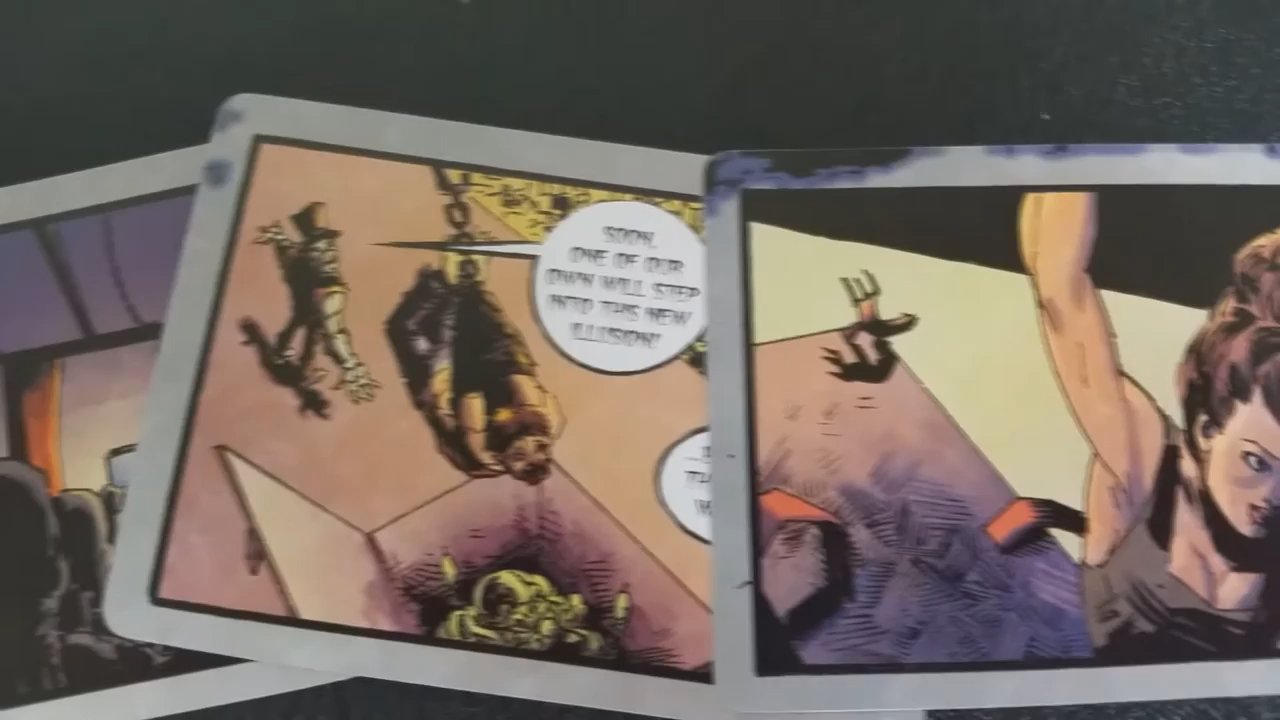 SOON,
ONE OF OUR
OWN WILL STEP
INTO THIS NEW
ILLUSION!